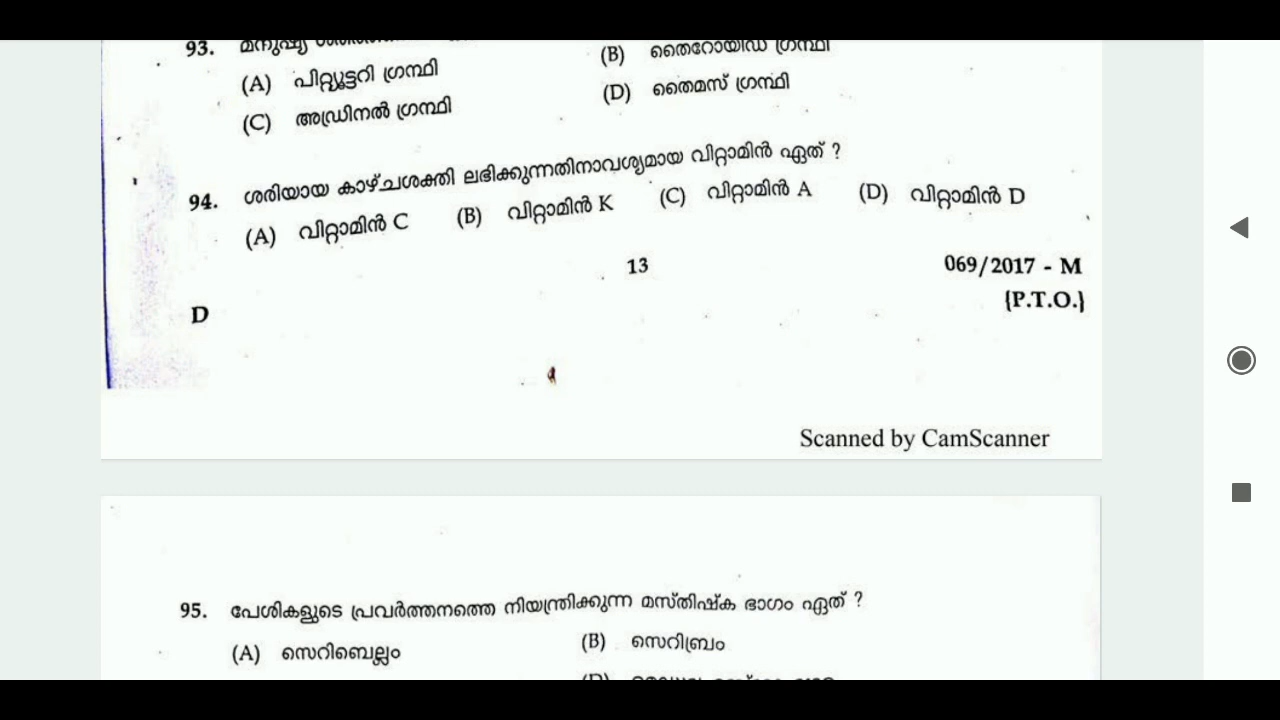 93. മനുഷ്യ
(A) പിറ്റ്യൂട്ടറി ഗ്രന്ഥി (B) തൈറോയിഡ് ഗ്രന്ഥി
(C) അഡ്രിനൽ ഗ്രന്ഥി (D) തൈമസ് ഗ്രന്ഥി
94. ശരിയായ കാഴ്ചശക്തി ലഭിക്കുന്നതിനാവശ്യമായ വിറ്റാമിൻ ഏത് ?
(A) വിറ്റാമിൻ C (B) വിറ്റാമിൻ K (C) വിറ്റാമിൻ A (D) വിറ്റാമിൻ D
13 069/2017 - M
D {P.T.O.}
Scanned by CamScanner
95. പേശികളുടെ പ്രവർത്തനത്തെ നിയന്ത്രിക്കുന്ന മസ്തിഷ്ക ഭാഗം ഏത് ?
(A) സെറിബെല്ലം (B) സെറിബ്രം
(D)